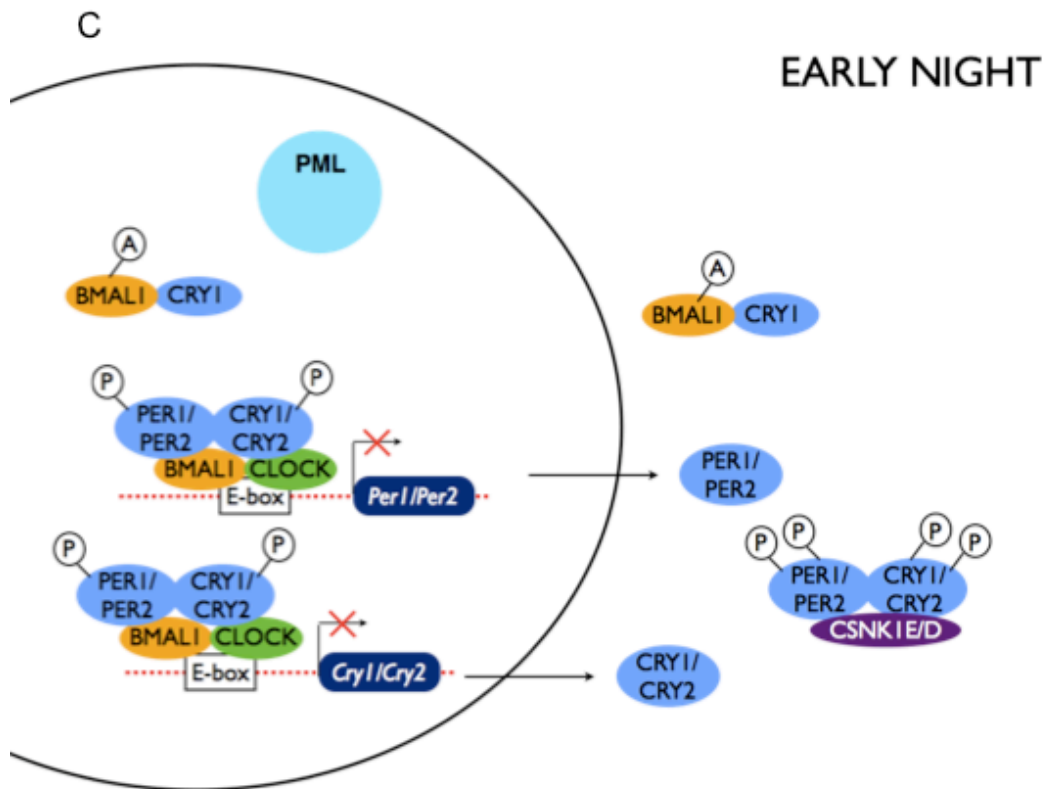 C
EARLY NIGHT
PML
A
BMAL1 CRY1
A
BMAL1 CRY1
P
P
PER1/
PER2
CRY1/
CRY2
BMAL1 CLOCK
E-box
Per1/Per2
PER1/
PER2
P
P
PER1/
PER2
CRY1/
CRY2
BMAL1 CLOCK
E-box
Cry1/Cry2
CRY1/
CRY2
P
P
P
P
PER1/
PER2
CRY1/
CRY2
CSNK1E/D